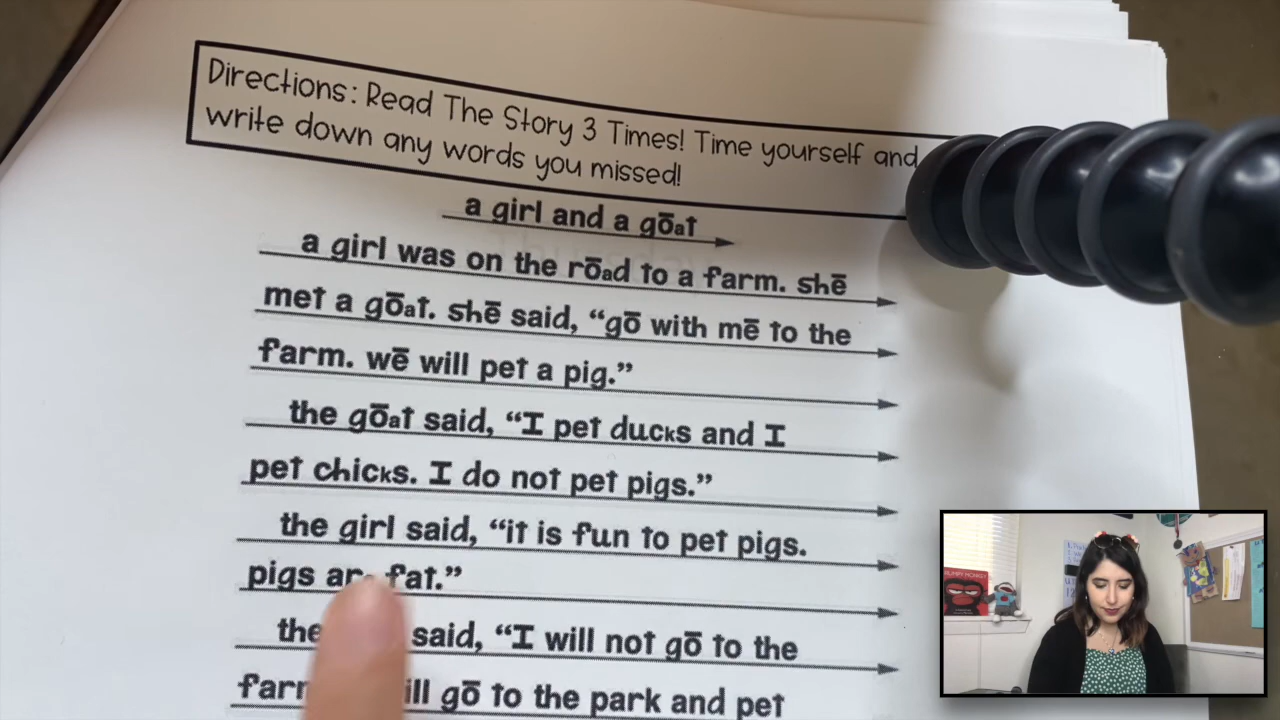 Directions: Read The Story 3 Times! Time yourself and
write down any words you missed!
a girl and a gōat
a girl was on the rōad to a farm. shē
met a gōat. shē said, “gō with mē to the
farm. wē will pet a pig.”
the gōat said, “I pet ducks and I
pet chicks. I do not pet pigs.”
the girl said, “it is fun to pet pigs.
pigs fat.”
the said, “I will not gō to the
gō to the park and pet